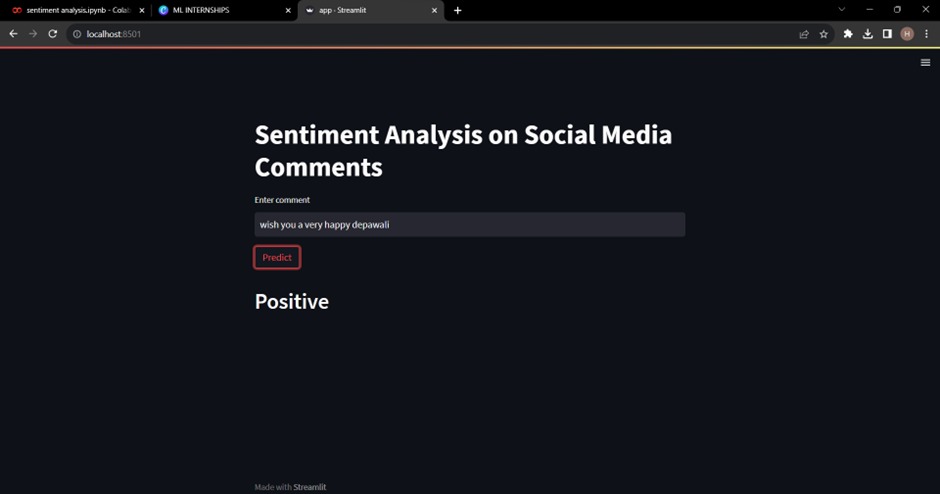 sentiment analysis.ipynb - Colab
ML INTERNSHIPS
app - Streamlit
localhost:8501
H
Sentiment Analysis on Social Media
Comments
Enter comment
wish you a very happy depawali
Predict
Positive
Made with Streamlit